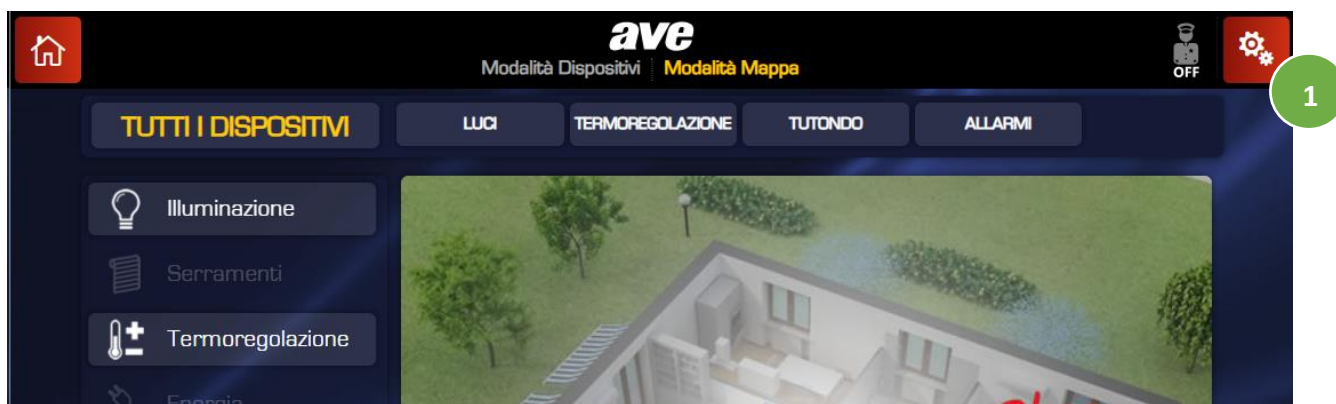 ave
Modalità Dispositivi Modalità Mappa
OFF
1
TUTTI I DISPOSITIVI LUCI TERMOREGOLAZIONE TUTONDO ALLARMI
Illuminazione
Serramenti
Termoregolazione
Energia